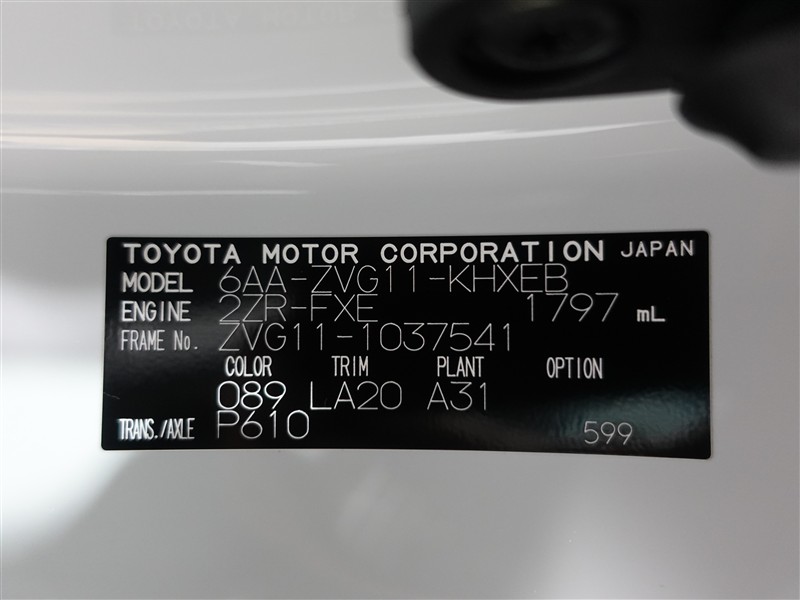 TOYOTA MOTOR CORPORATION JAPAN
MODEL 6AA-ZVG11-KHXEB
ENGINE 2ZR-FXE 1797 mL
FRAME No. ZVG11-1037541
COLOR TRIM PLANT OPTION
089 LA20 A31
TRANS./AXLE P610 599